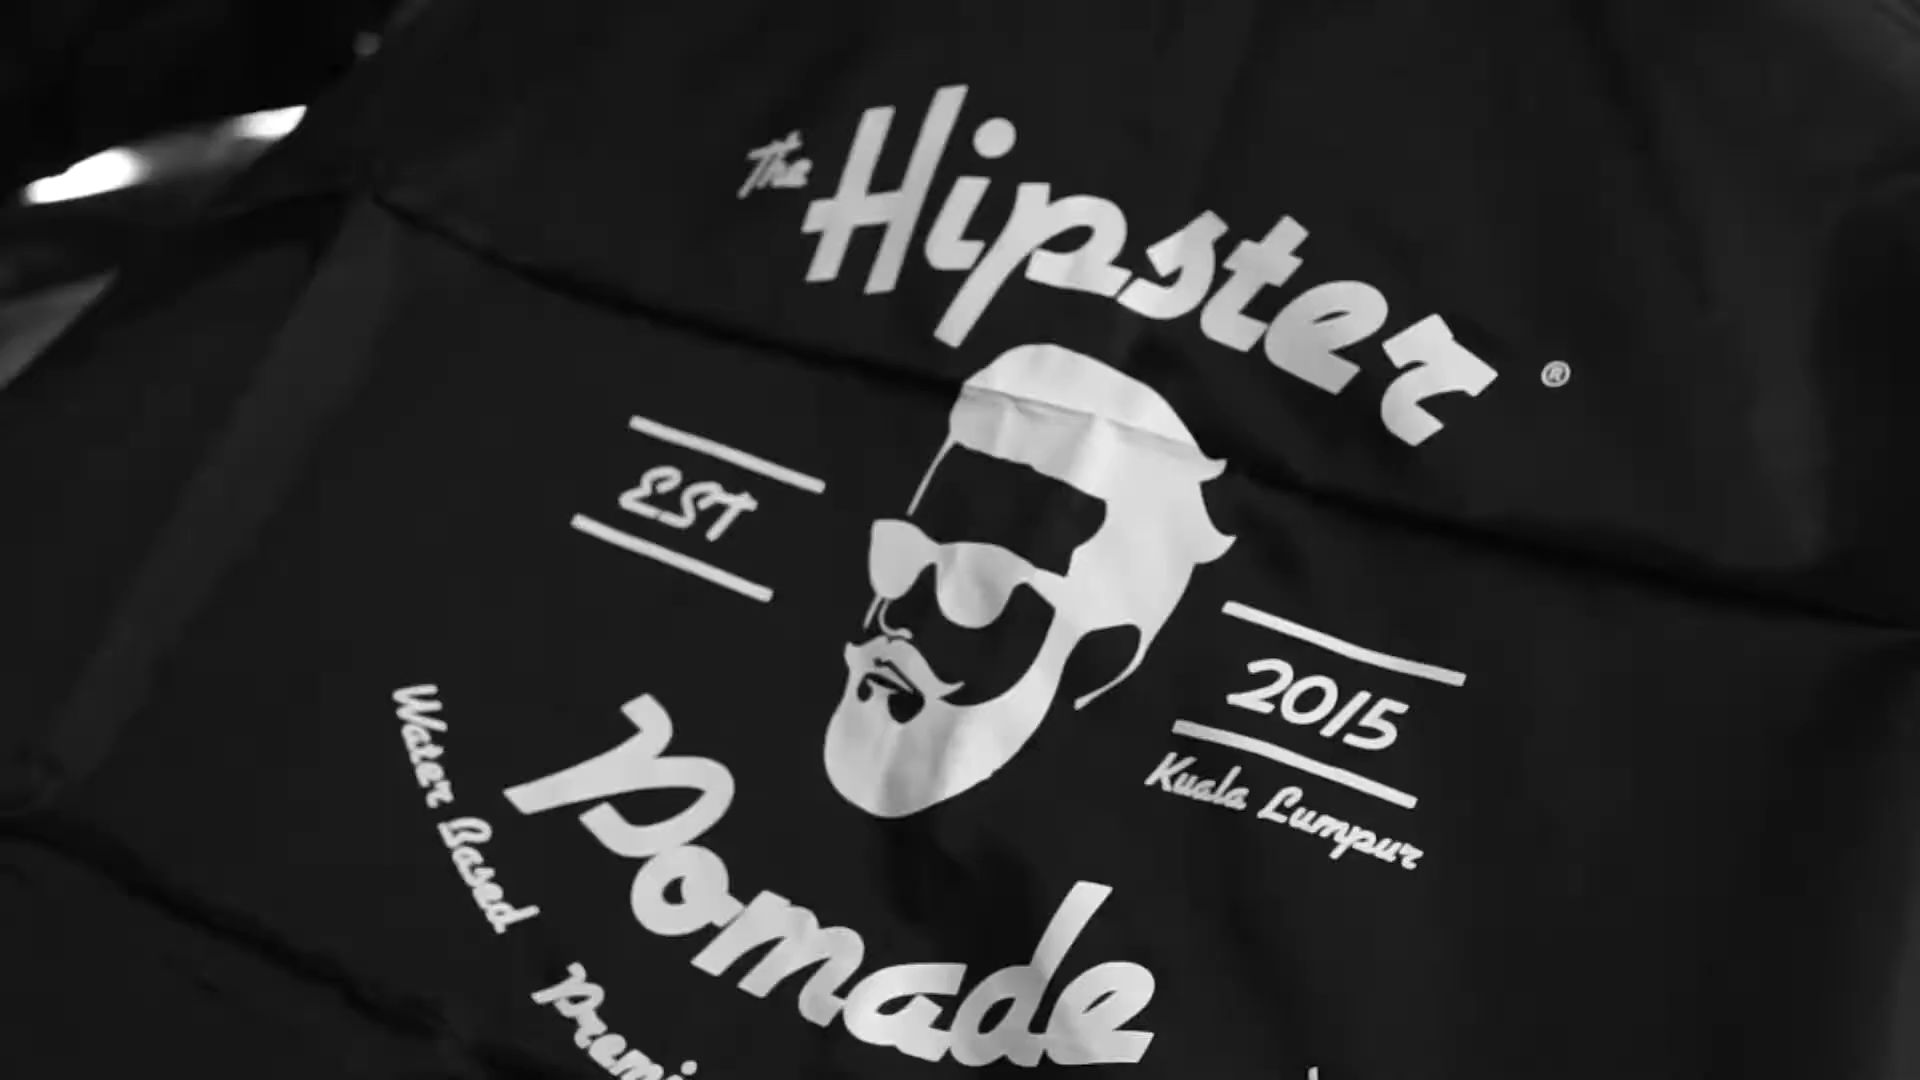 The Hipster ®
EST
2015
Kuala Lumpur
Pomade
Water Based